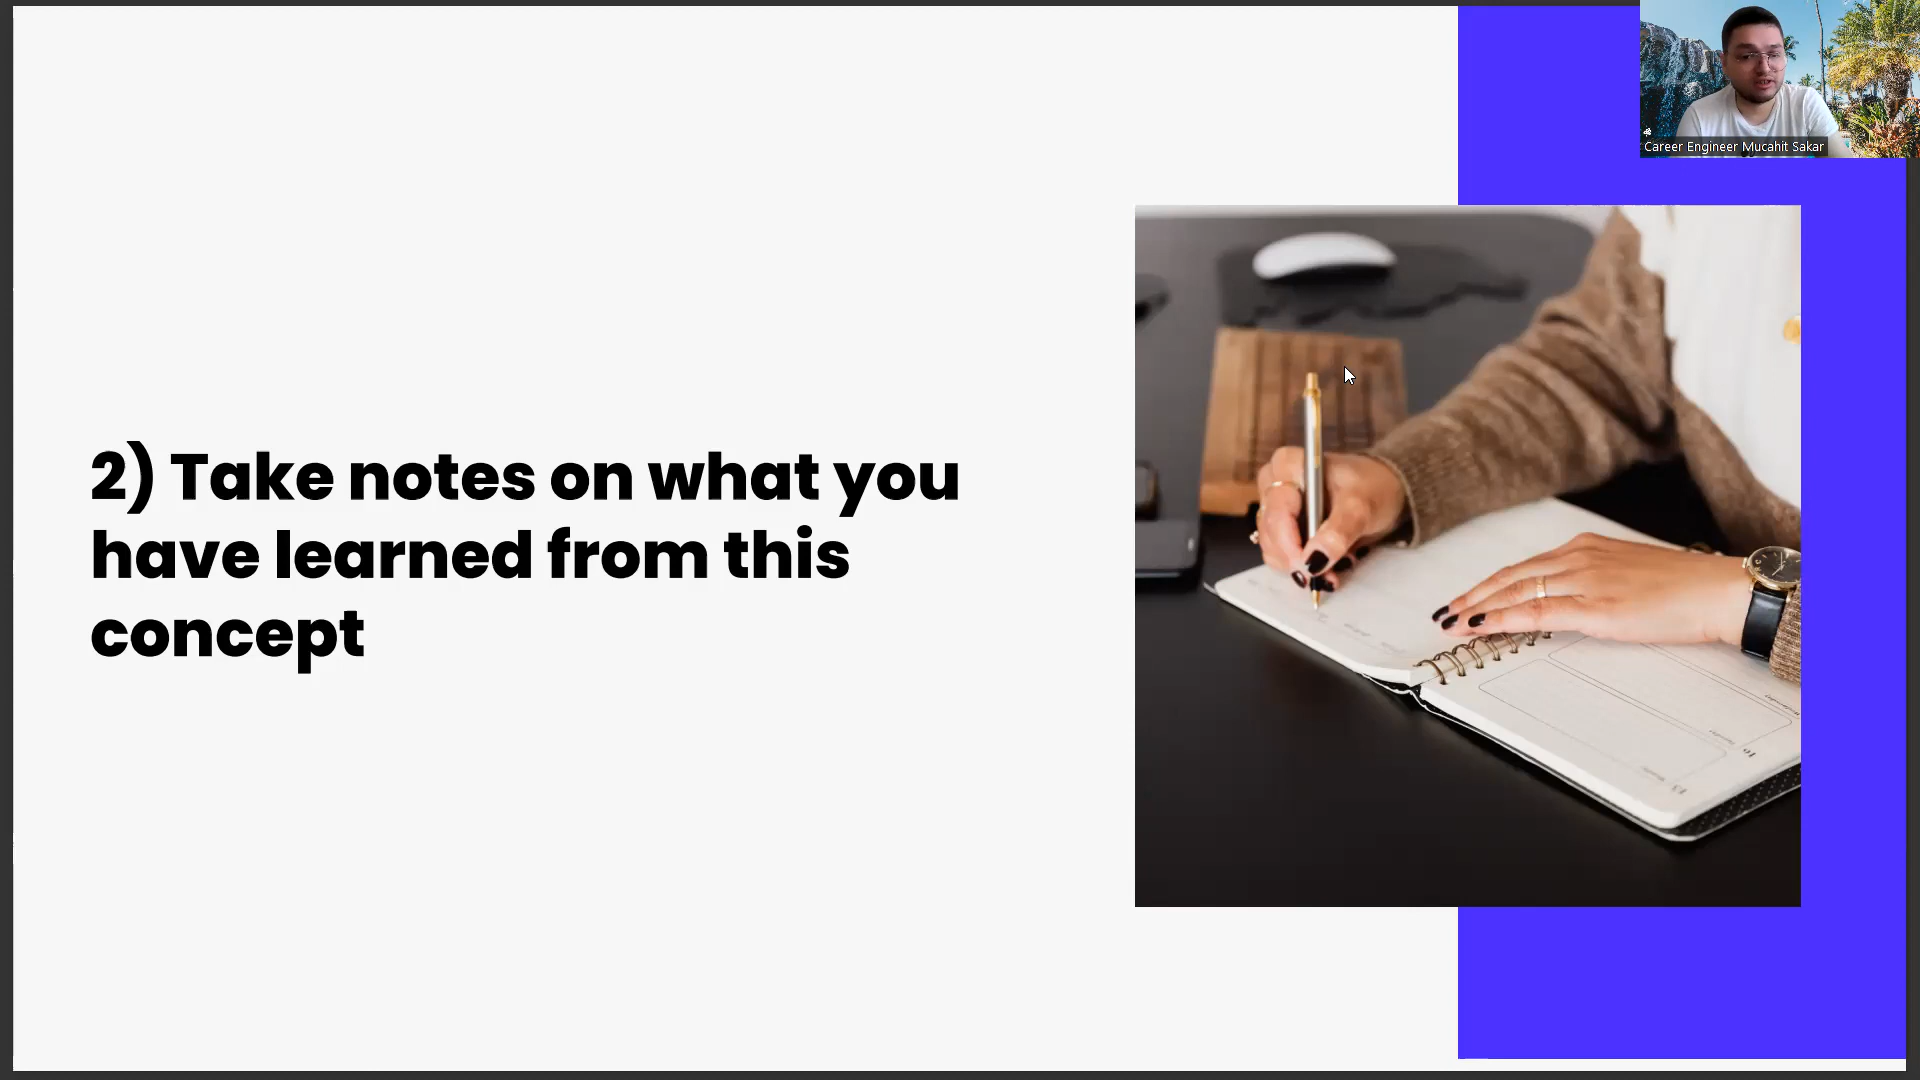 Career Engineer Mucahit Sakar
2) Take notes on what you
have learned from this
concept